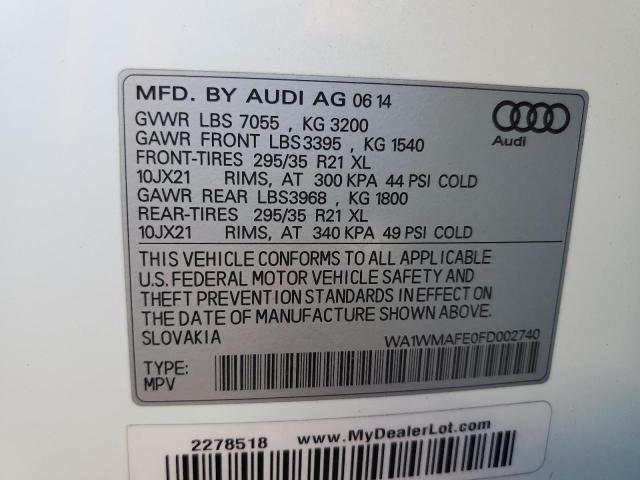 MFD. BY AUDI AG 06 14
GVWR LBS 7055 , KG 3200
GAWR FRONT LBS3395 , KG 1540
FRONT-TIRES 295/35 R21 XL
10JX21 RIMS, AT 300 KPA 44 PSI COLD
GAWR REAR LBS3968 , KG 1800
REAR-TIRES 295/35 R21 XL
10JX21 RIMS, AT 340 KPA 49 PSI COLD
Audi
THIS VEHICLE CONFORMS TO ALL APPLICABLE
U.S. FEDERAL MOTOR VEHICLE SAFETY AND
THEFT PREVENTION STANDARDS IN EFFECT ON
THE DATE OF MANUFACTURE SHOWN ABOVE.
SLOVAKIA WA1WMAFE0FD002740
TYPE:
MPV
2278518 www.MyDealerLot.com